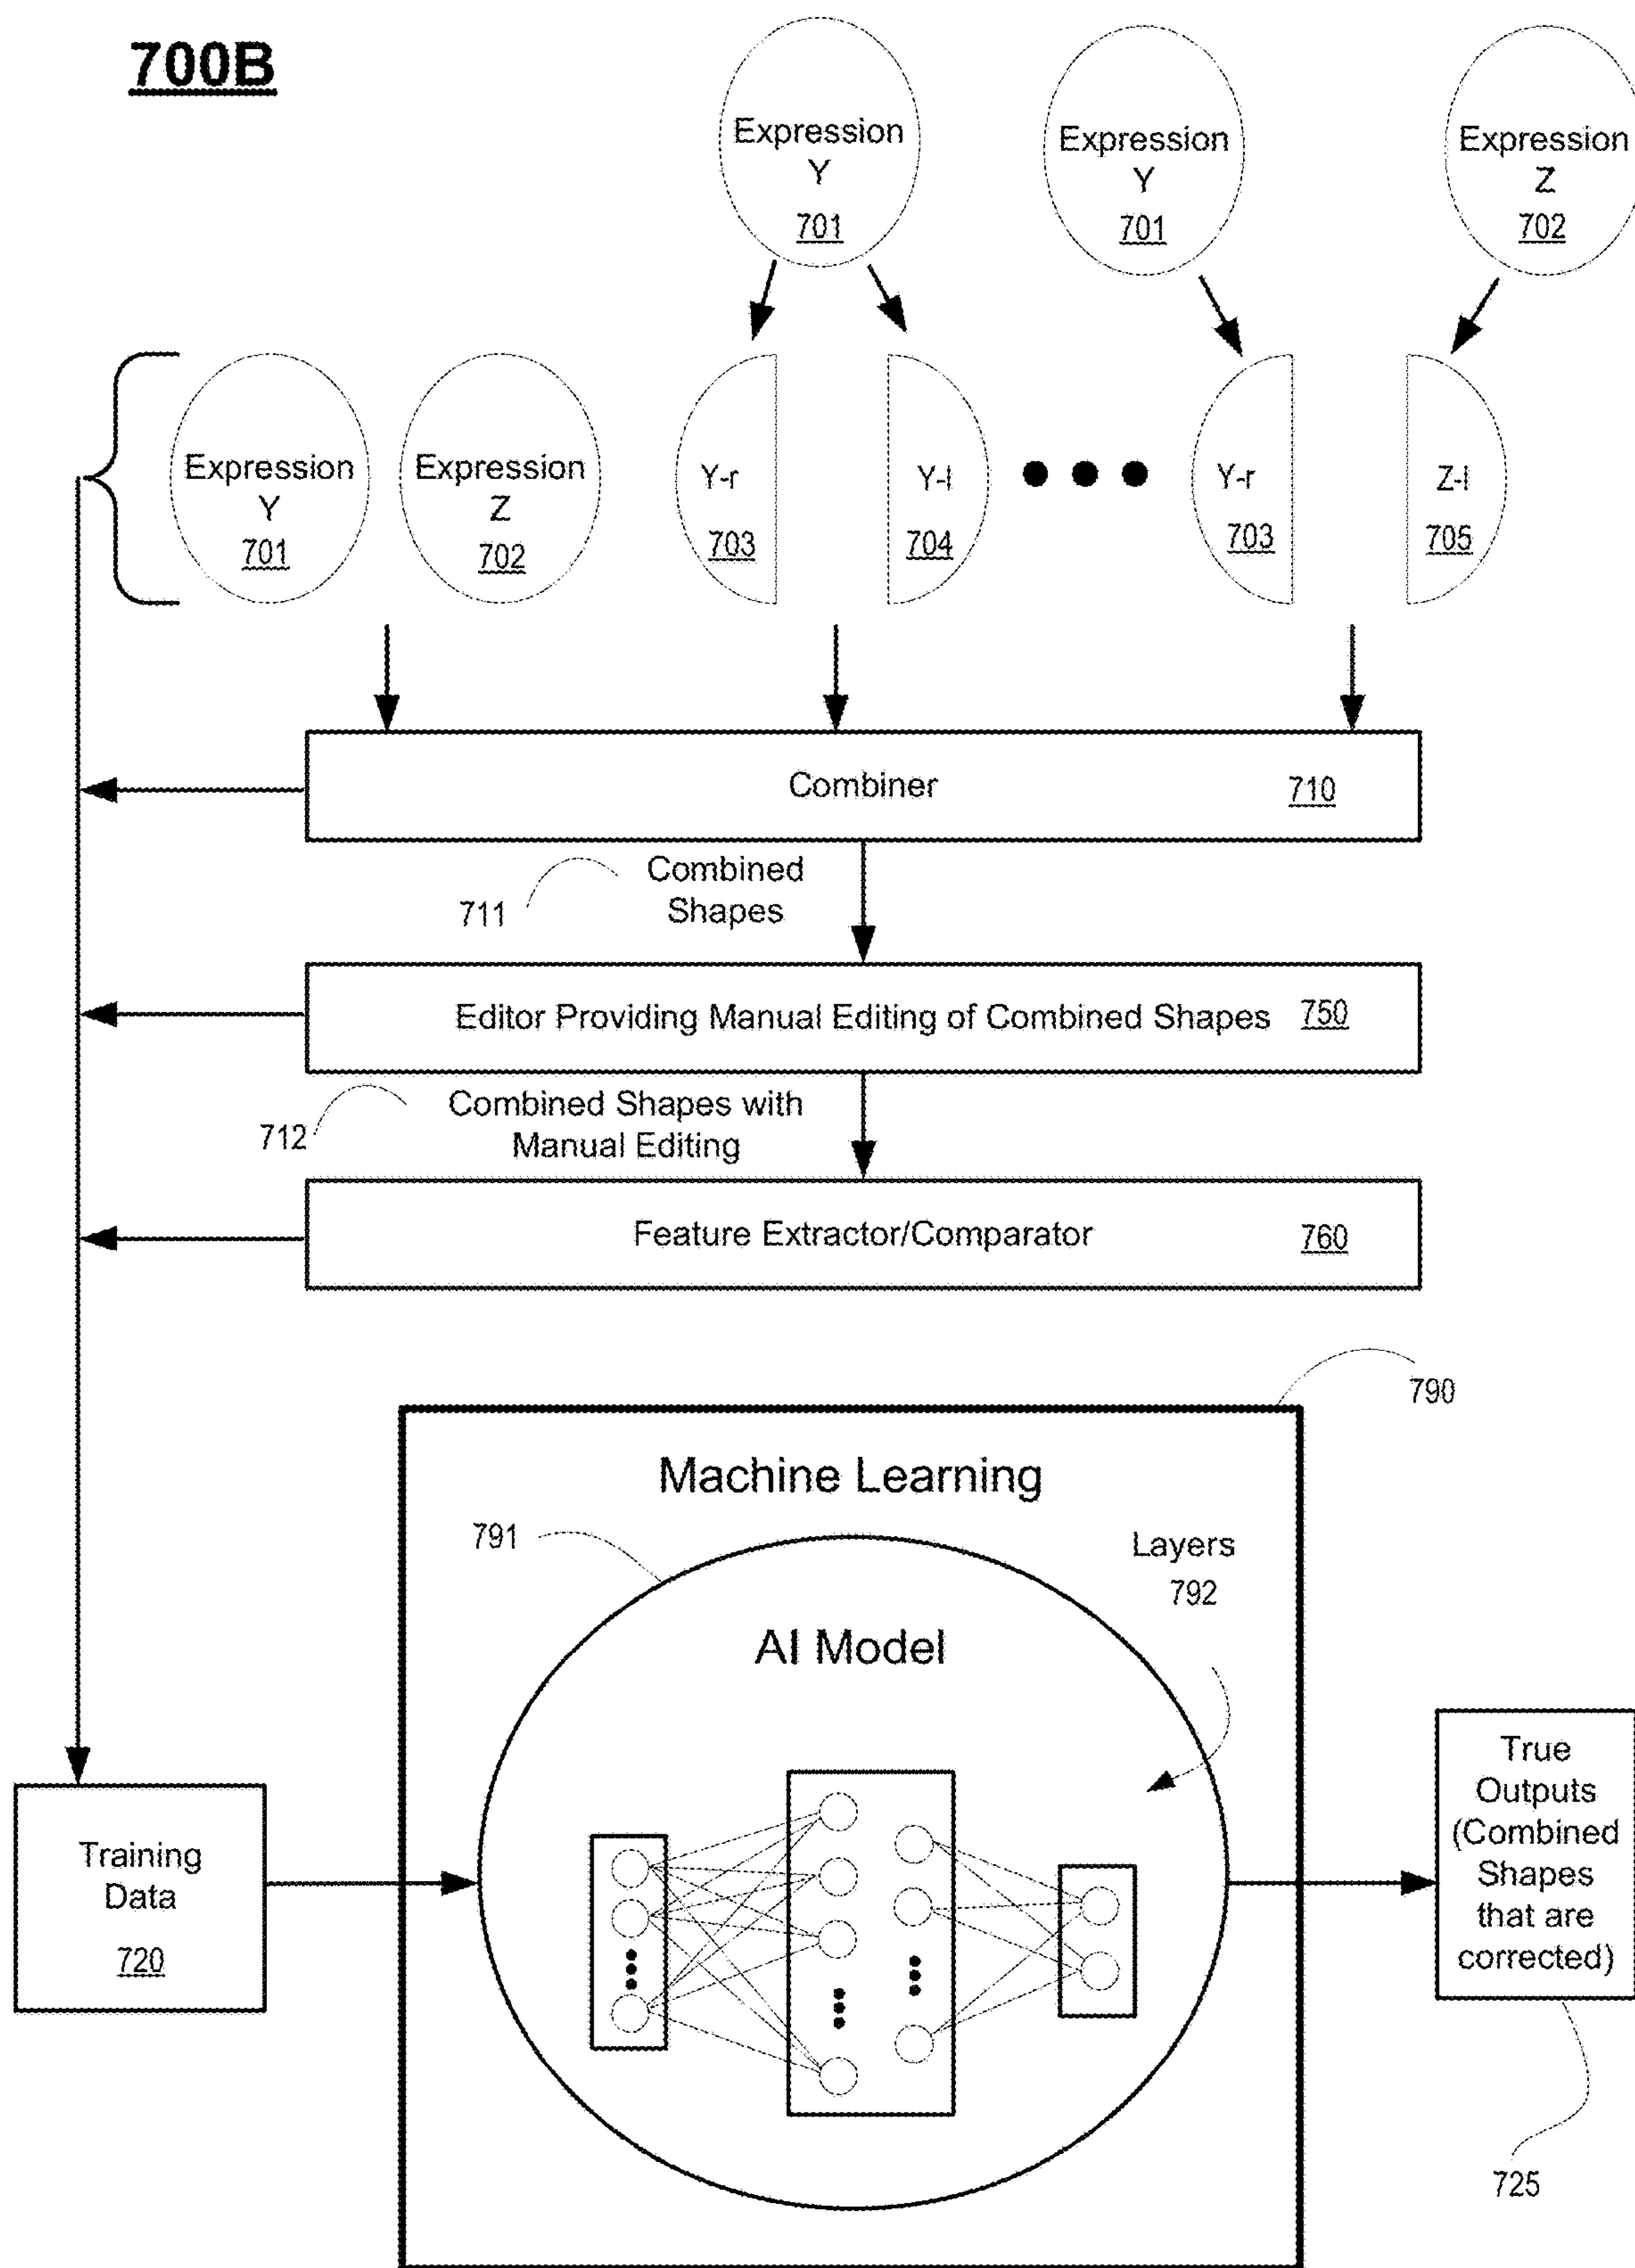 700B
Expression
Y
701
Expression
Y
701
Expression
Z
702
Expression
Y
701
Expression
Z
702
Y-r
703
Y-l
704
Y-r
703
Z-l
705
Combiner
710
711
Combined
Shapes
Editor Providing Manual Editing of Combined Shapes
750
712
Combined Shapes with
Manual Editing
Feature Extractor/Comparator
760
790
Machine Learning
791
Layers
792
AI Model
Training
Data
720
True
Outputs
(Combined
Shapes
that are
corrected)
725